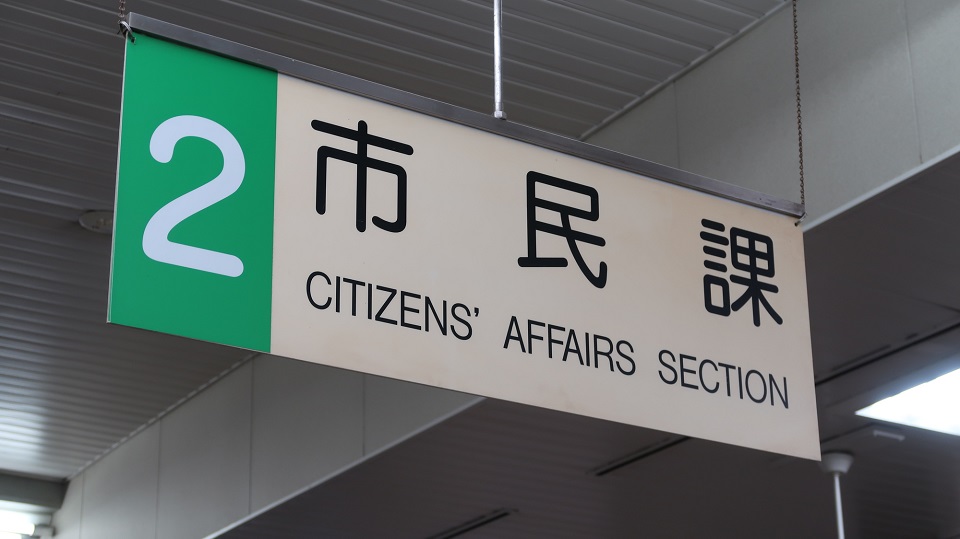 2
市民課
CITIZENS' AFFAIRS SECTION